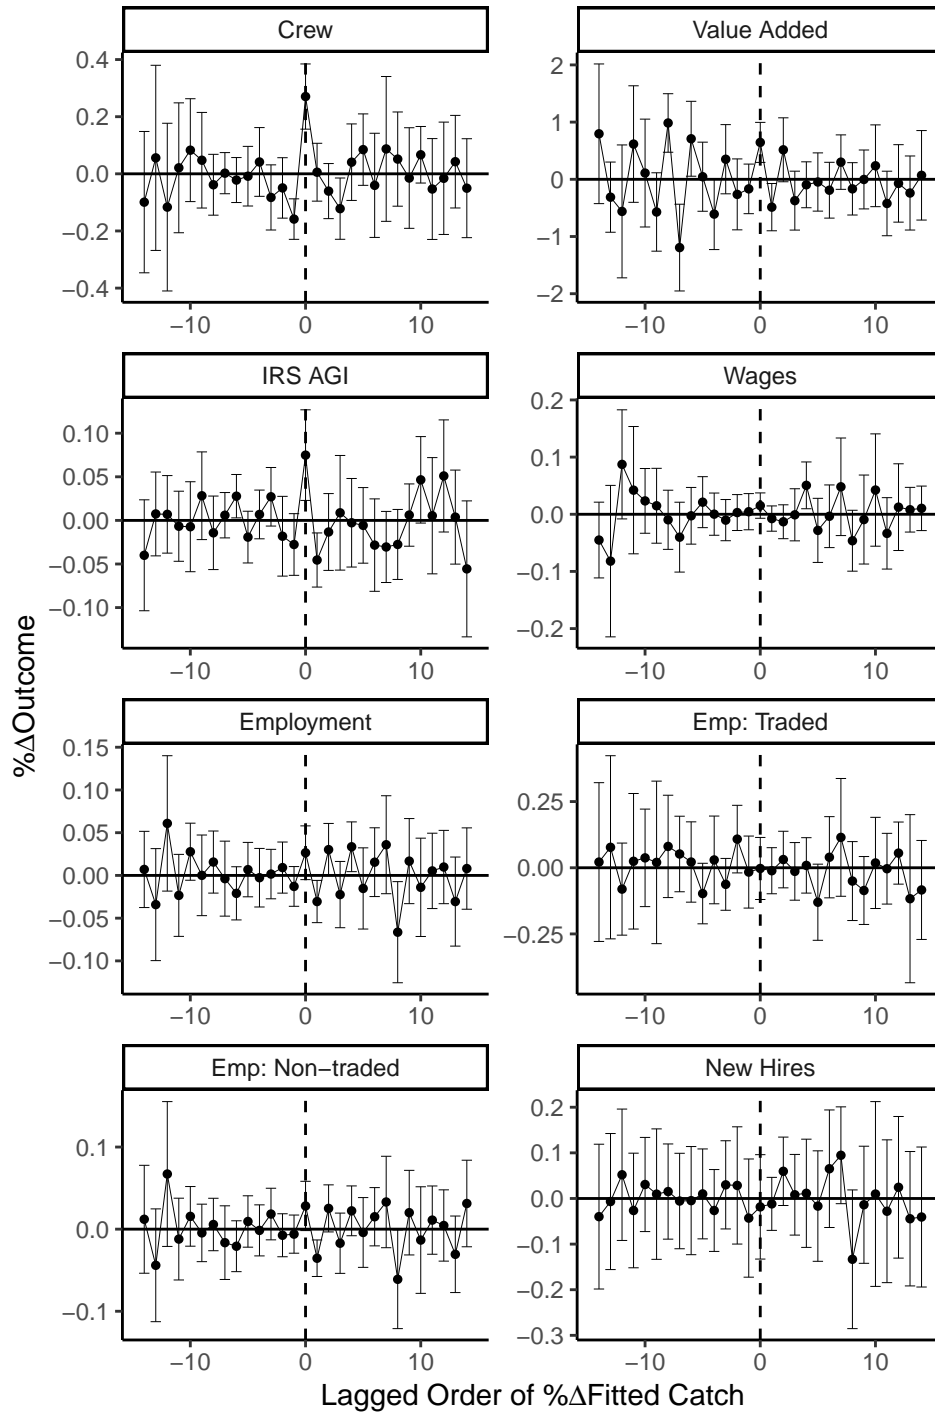 Crew
Value Added
0.4
0.2
0.0
−0.2
−0.4
2
1
0
−1
−2
−10 0 10
−10 0 10
IRS AGI
Wages
0.10
0.05
0.00
−0.05
−0.10
0.2
0.1
0.0
−0.1
−0.2
−10 0 10
−10 0 10
Employment
Emp: Traded
0.15
0.10
0.05
0.00
−0.05
−0.10
0.25
0.00
−0.25
−10 0 10
−10 0 10
Emp: Non−traded
New Hires
0.1
0.0
−0.1
0.2
0.1
0.0
−0.1
−0.2
−0.3
−10 0 10
−10 0 10
%ΔOutcome
Lagged Order of %ΔFitted Catch